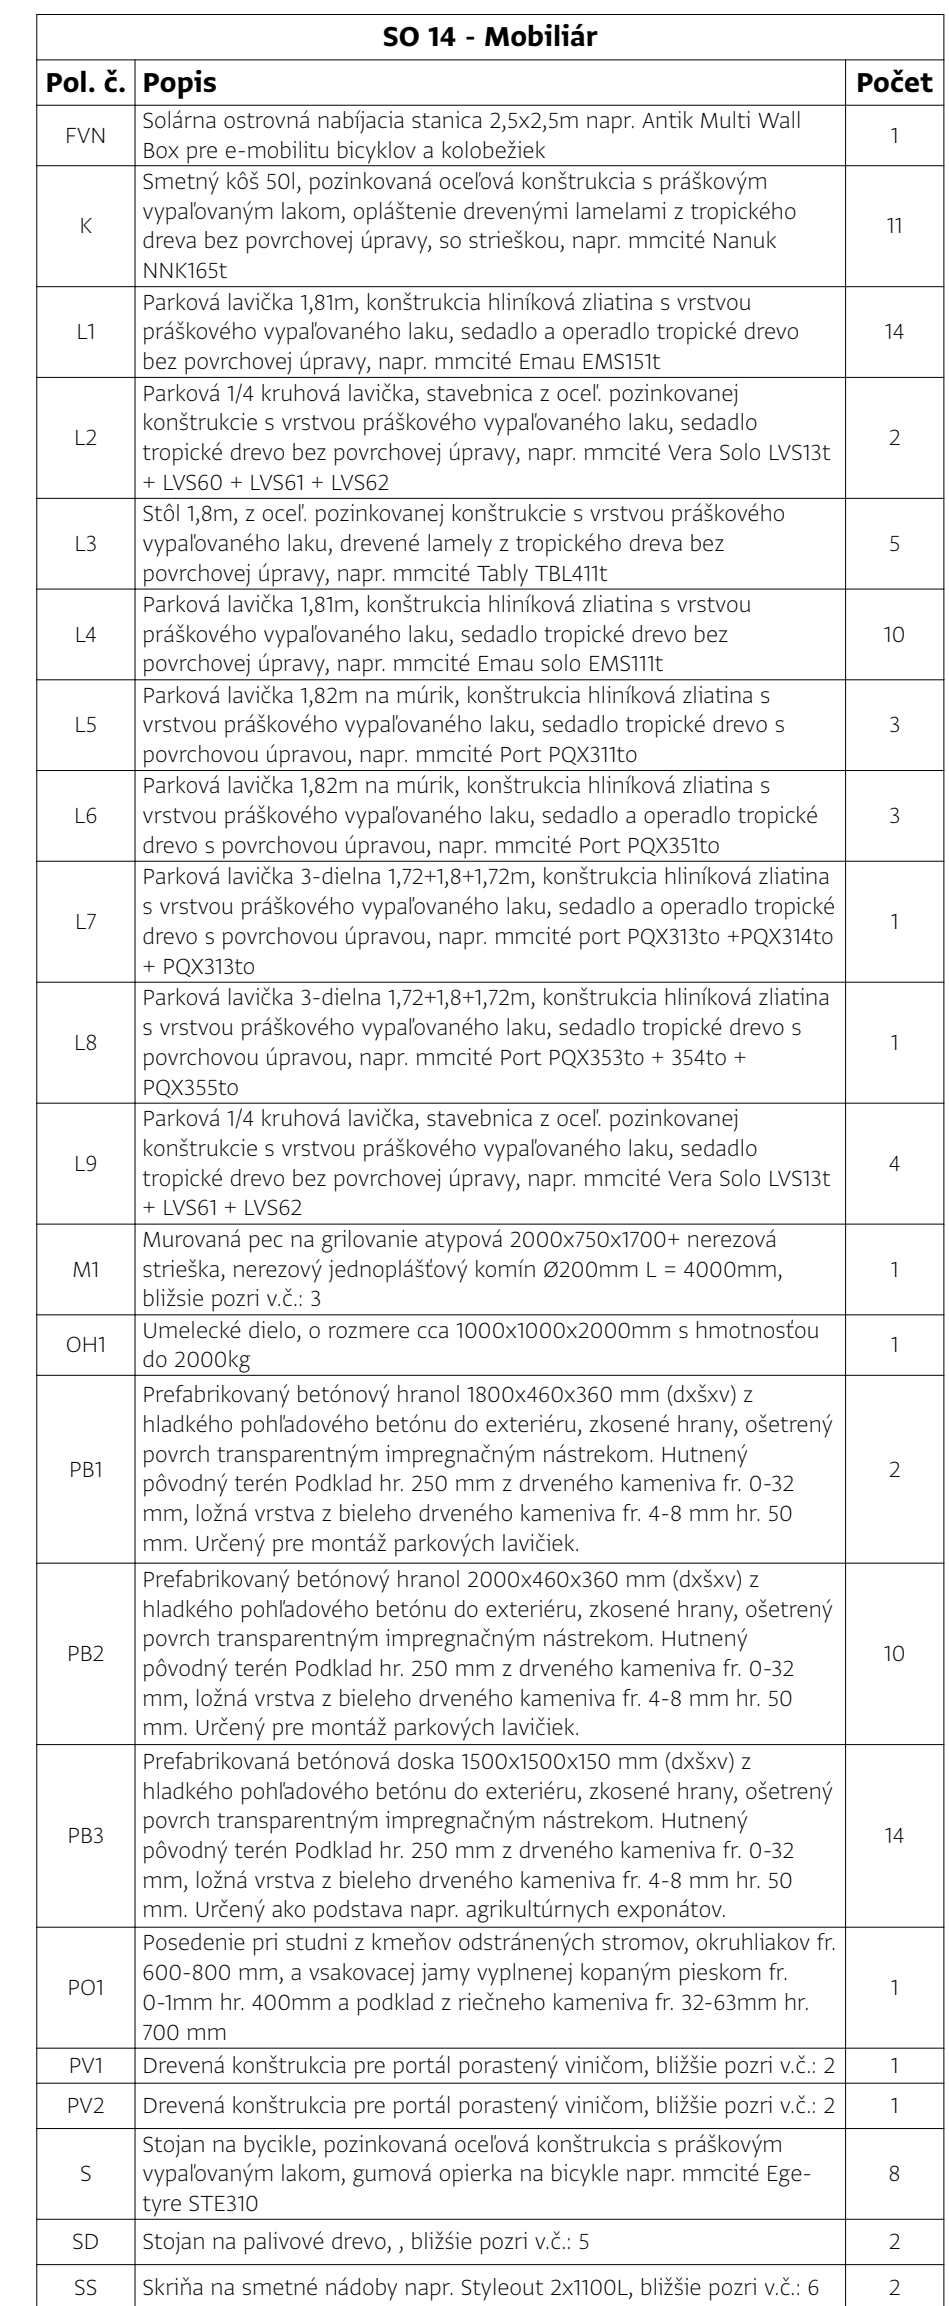 SO 14 - Mobiliár
Pol. č. Popis Počet
FVN Solárna ostrovná nabíjacia stanica 2,5x2,5m napr. Antik Multi Wall 1
Box pre e-mobilitu bicyklov a kolobežiek
K Smetný kôš 50l, pozinkovaná oceľová konštrukcia s práškovým 11
vypaľovaným lakom, opláštenie drevenými lamelami z tropického
dreva bez povrchovej úpravy, so strieškou, napr. mmcité Nanuk
NNK165t
L1 Parková lavička 1,81m, konštrukcia hliníková zliatina s vrstvou 14
práškového vypaľovaného laku, sedadlo a operadlo tropické drevo
bez povrchovej úpravy, napr. mmcité Emau EMS151t
L2 Parková 1/4 kruhová lavička, stavebnica z oceľ. pozinkovanej 2
konštrukcie s vrstvou práškového vypaľovaného laku, sedadlo
tropické drevo bez povrchovej úpravy, napr. mmcité Vera Solo LVS13t
+ LVS60 + LVS61 + LVS62
L3 Stôl 1,8m, z oceľ. pozinkovanej konštrukcie s vrstvou práškového 5
vypaľovaného laku, drevené lamely z tropického dreva bez
povrchovej úpravy, napr. mmcité Tably TBL411t
L4 Parková lavička 1,81m, konštrukcia hliníková zliatina s vrstvou 10
práškového vypaľovaného laku, sedadlo tropické drevo bez
povrchovej úpravy, napr. mmcité Emau solo EMS111t
L5 Parková lavička 1,82m na múrik, konštrukcia hliníková zliatina s 3
vrstvou práškového vypaľovaného laku, sedadlo tropické drevo s
povrchovou úpravou, napr. mmcité Port PQX311to
L6 Parková lavička 1,82m na múrik, konštrukcia hliníková zliatina s 3
vrstvou práškového vypaľovaného laku, sedadlo a operadlo tropické
drevo s povrchovou úpravou, napr. mmcité Port PQX351to
L7 Parková lavička 3-dielna 1,72+1,8+1,72m, konštrukcia hliníková zliatina 1
s vrstvou práškového vypaľovaného laku, sedadlo a operadlo tropické
drevo s povrchovou úpravou, napr. mmcité port PQX313to +PQX314to
+ PQX313to
L8 Parková lavička 3-dielna 1,72+1,8+1,72m, konštrukcia hliníková zliatina 1
s vrstvou práškového vypaľovaného laku, sedadlo tropické drevo s
povrchovou úpravou, napr. mmcité Port PQX353to + 354to +
PQX355to
L9 Parková 1/4 kruhová lavička, stavebnica z oceľ. pozinkovanej 4
konštrukcie s vrstvou práškového vypaľovaného laku, sedadlo
tropické drevo bez povrchovej úpravy, napr. mmcité Vera Solo LVS13t
+ LVS61 + LVS62
M1 Murovaná pec na grilovanie atypová 2000x750x1700+ nerezová 1
strieška, nerezový jednoplášťový komín Ø200mm L = 4000mm,
bližsie pozri v.č.: 3
OH1 Umelecké dielo, o rozmere cca 1000x1000x2000mm s hmotnosťou 1
do 2000kg
PB1 Prefabrikovaný betónový hranol 1800x460x360 mm (dxšxv) z 2
hladkého pohľadového betónu do exteriéru, zkosené hrany, ošetrený
povrch transparentným impregnačným nástrekom. Hutnený
pôvodný terén Podklad hr. 250 mm z drveného kameniva fr. 0-32
mm, ložná vrstva z bieleho drveného kameniva fr. 4-8 mm hr. 50
mm. Určený pre montáž parkových lavičiek.
PB2 Prefabrikovaný betónový hranol 2000x460x360 mm (dxšxv) z 10
hladkého pohľadového betónu do exteriéru, zkosené hrany, ošetrený
povrch transparentným impregnačným nástrekom. Hutnený
pôvodný terén Podklad hr. 250 mm z drveného kameniva fr. 0-32
mm, ložná vrstva z bieleho drveného kameniva fr. 4-8 mm hr. 50
mm. Určený pre montáž parkových lavičiek.
PB3 Prefabrikovaná betónová doska 1500x1500x150 mm (dxšxv) z 14
hladkého pohľadového betónu do exteriéru, zkosené hrany, ošetrený
povrch transparentným impregnačným nástrekom. Hutnený
pôvodný terén Podklad hr. 250 mm z drveného kameniva fr. 0-32
mm, ložná vrstva z bieleho drveného kameniva fr. 4-8 mm hr. 50
mm. Určený ako podstava napr. agrikultúrnych exponátov.
PO1 Posedenie pri studni z kmeňov odstránených stromov, okruhliakov fr. 1
600-800 mm, a vsakovacej jamy vyplnenej kopaným pieskom fr.
0-1mm hr. 400mm a podklad z riečneho kameniva fr. 32-63mm hr.
700 mm
PV1 Drevená konštrukcia pre portál porastený viničom, bližšie pozri v.č.: 2 1
PV2 Drevená konštrukcia pre portál porastený viničom, bližšie pozri v.č.: 2 1
S Stojan na bycikle, pozinkovaná oceľová konštrukcia s práškovým 8
vypaľovaným lakom, gumová opierka na bicykle napr. mmcité Ege-
tyre STE310
SD Stojan na palivové drevo, , bližśie pozri v.č.: 5 2
SS Skriňa na smetné nádoby napr. Styleout 2x1100L, bližšie pozri v.č.: 6 2